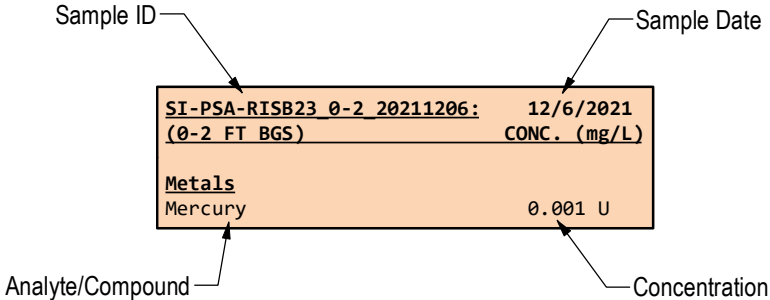 Sample ID
Sample Date
SI-PSA-RISB23_0-2_20211206: 12/6/2021
(0-2 FT BGS) CONC. (mg/L)
Metals
Mercury 0.001 U
Analyte/Compound
Concentration